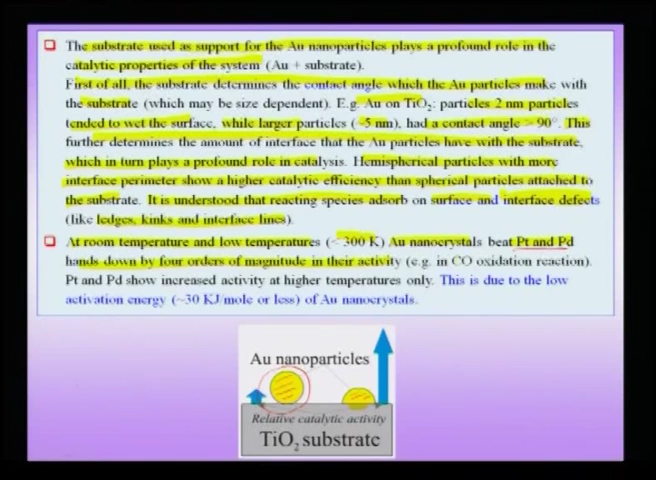 The substrate used as support for the Au nanoparticles plays a profound role in the
catalytic properties of the system (Au + substrate).
First of all, the substrate determines the contact angle which the Au particles make with
the substrate (which may be size dependent). E.g. Au on TiO2: particles 2 nm particles
tended to wet the surface, while larger particles (~5 nm), had a contact angle > 90°. This
further determines the amount of interface that the Au particles have with the substrate,
which in turn plays a profound role in catalysis. Hemispherical particles with more
interface perimeter show a higher catalytic efficiency than spherical particles attached to
the substrate. It is understood that reacting species adsorb on surface and interface defects
(like ledges, kinks and interface lines).
At room temperature and low temperatures (< 300 K) Au nanocrystals beat Pt and Pd
hands down by four orders of magnitude in their activity (e.g. in CO oxidation reaction).
Pt and Pd show increased activity at higher temperatures only. This is due to the low
activation energy (~30 KJ/mole or less) of Au nanocrystals.
Au nanoparticles
Relative catalytic activity
TiO2 substrate